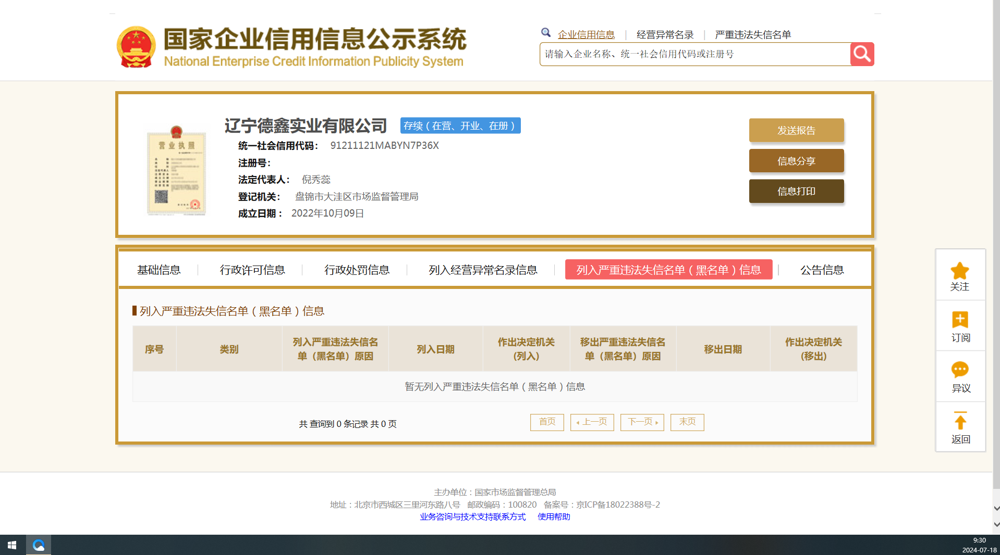 国家企业信用信息公示系统
National Enterprise Credit Information Publicity System
企业信用信息 | 经营异常名录 | 严重违法失信名单
请输入企业名称、统一社会信用代码或注册号
营业执照
辽宁德鑫实业有限公司 存续（在营、开业、在册）
统一社会信用代码： 91211121MABYN7P36X
注册号：
法定代表人： 倪秀蕊
登记机关： 盘锦市大洼区市场监督管理局
成立日期： 2022年10月09日
发送报告
信息分享
信息打印
基础信息 | 行政许可信息 | 行政处罚信息 | 列入经营异常名录信息 | 列入严重违法失信名单（黑名单）信息 | 公告信息
列入严重违法失信名单（黑名单）信息
序号 类别 列入严重违法失信名单（黑名单）原因 列入日期 作出决定机关(列入) 移出严重违法失信名单（黑名单）原因 移出日期 作出决定机关(移出)
暂无列入严重违法失信名单（黑名单）信息
共 查询到 0 条记录 共 0 页 首页 上一页 下一页 末页
关注
订阅
异议
返回
主办单位：国家市场监督管理总局
地址：北京市西城区三里河东路八号 邮政编码：100820 备案号：京ICP备18022388号-2
业务咨询与技术支持联系方式 使用帮助
9:30
2024-07-18